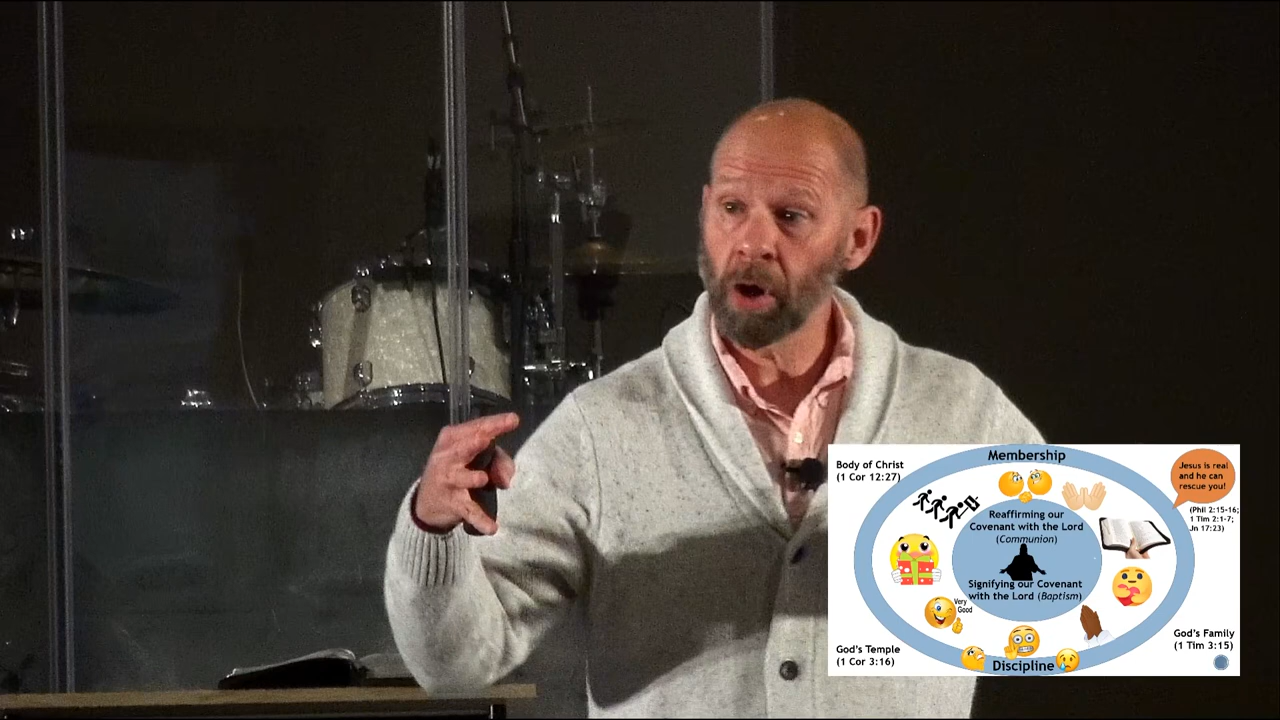 Membership
Body of Christ
(1 Cor 12:27)
Jesus is real
and he can
rescue you!
(Phil 2:15-16;
1 Tim 2:1-7;
Jn 17:23)
Reaffirming our
Covenant with the Lord
(Communion)
Signifying our Covenant
with the Lord (Baptism)
Very
Good
God's Temple
(1 Cor 3:16)
God's Family
(1 Tim 3:15)
Discipline